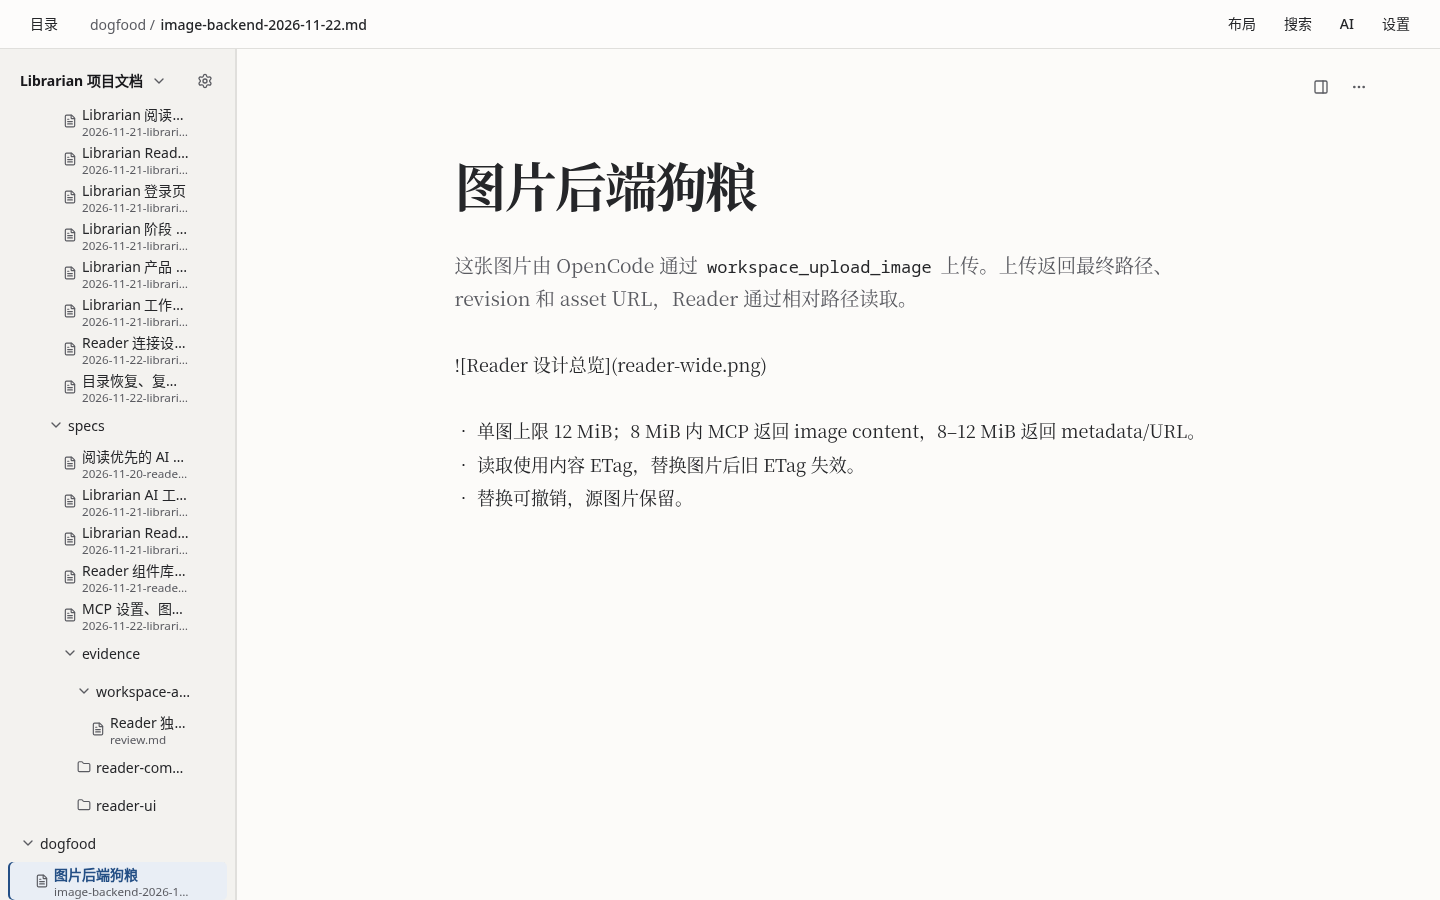 目录
dogfood / image-backend-2026-11-22.md
布局
搜索
AI
设置
Librarian 项目文档
Librarian 阅读...
2026-11-21-librari...
Librarian Read...
2026-11-21-librari...
Librarian 登录页
2026-11-21-librari...
Librarian 阶段 ...
2026-11-21-librari...
Librarian 产品 ...
2026-11-21-librari...
Librarian 工作...
2026-11-21-librari...
Reader 连接设...
2026-11-22-librari...
目录恢复、复...
2026-11-22-librari...
specs
阅读优先的 AI ...
2026-11-20-reade...
Librarian AI 工...
2026-11-21-librari...
Librarian Read...
2026-11-21-librari...
Reader 组件库...
2026-11-21-reade...
MCP 设置、图...
2026-11-22-librari...
evidence
workspace-a...
Reader 独...
review.md
reader-com...
reader-ui
dogfood
图片后端狗粮
image-backend-2026-1...
图片后端狗粮
这张图片由 OpenCode 通过 workspace_upload_image 上传。上传返回最终路径、
revision 和 asset URL，Reader 通过相对路径读取。
![Reader 设计总览](reader-wide.png)
· 单图上限 12 MiB；8 MiB 内 MCP 返回 image content，8–12 MiB 返回 metadata/URL。
· 读取使用内容 ETag，替换图片后旧 ETag 失效。
· 替换可撤销，源图片保留。